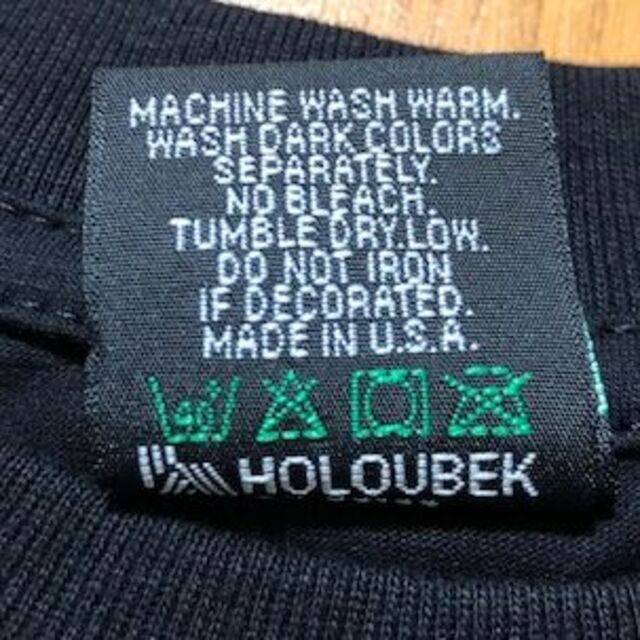 MACHINE WASH WARM.
WASH DARK COLORS
SEPARATELY.
NO BLEACH.
TUMBLE DRY.LOW.
DO NOT IRON
IF DECORATED.
MADE IN U.S.A.
40
HOLOUBEK